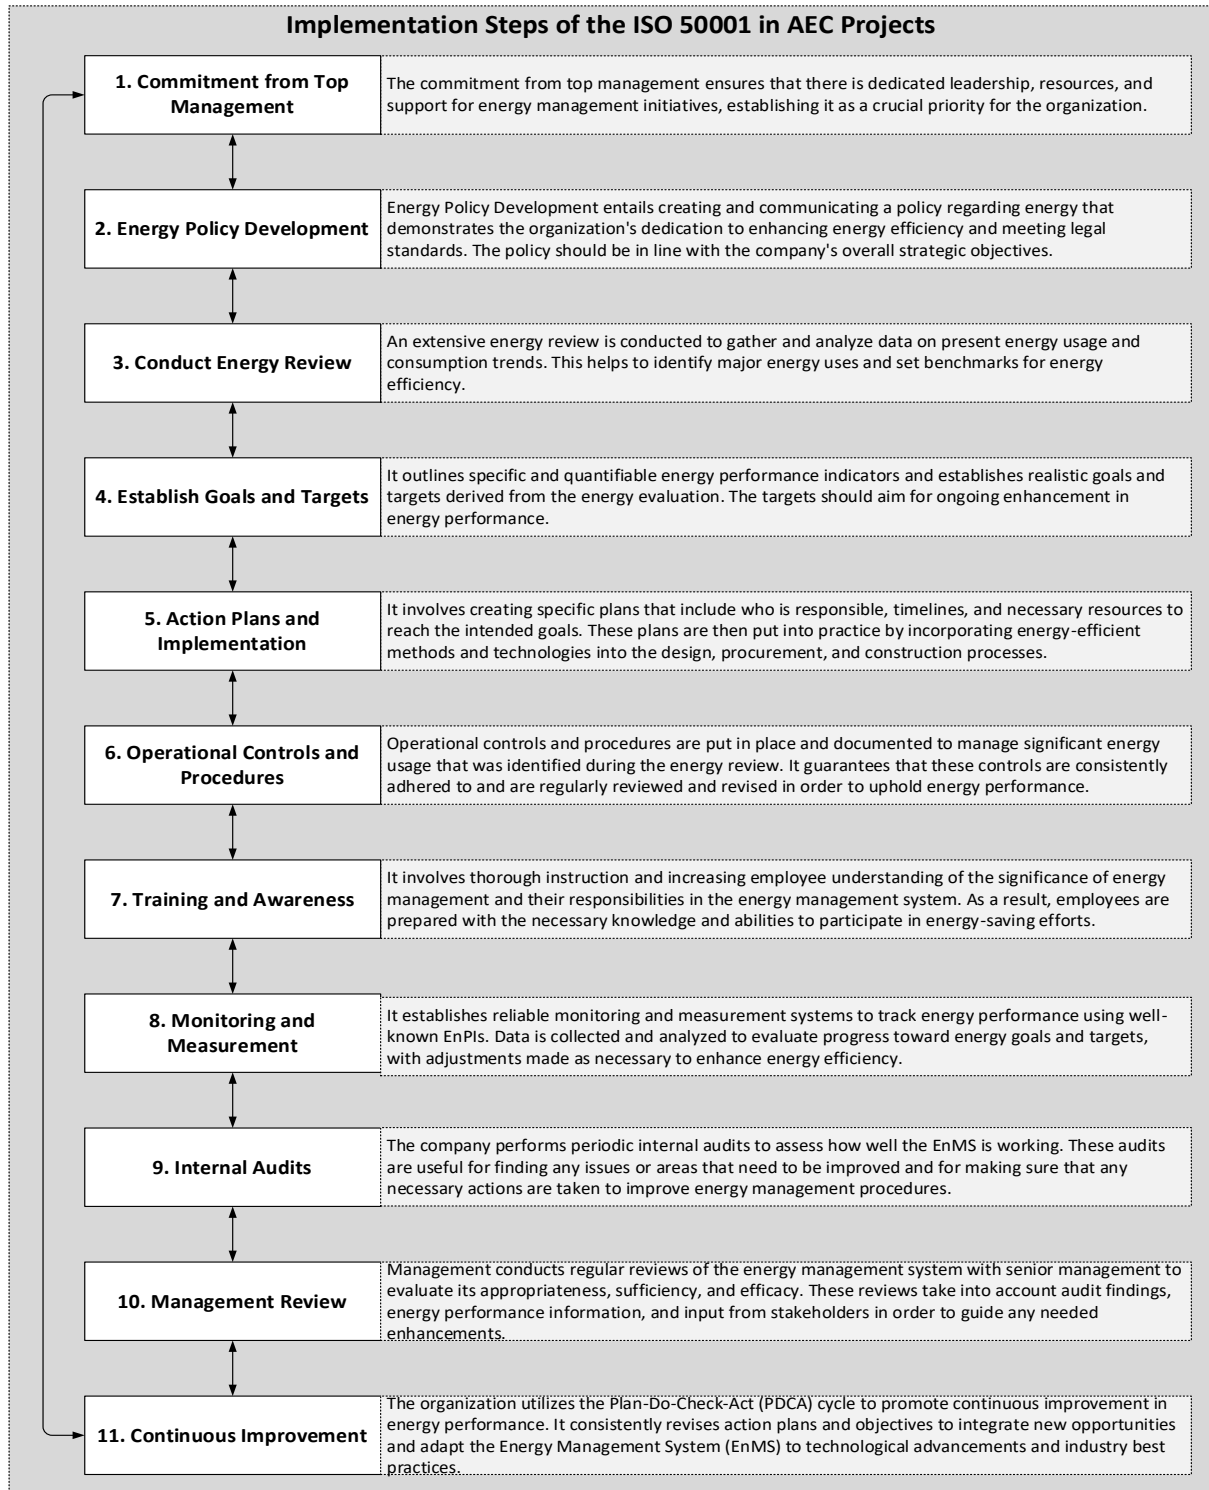 Implementation Steps of the ISO 50001 in AEC Projects
1. Commitment from Top
Management
The commitment from top management ensures that there is dedicated leadership, resources, and
support for energy management initiatives, establishing it as a crucial priority for the organization.
2. Energy Policy Development
Energy Policy Development entails creating and communicating a policy regarding energy that
demonstrates the organization's dedication to enhancing energy efficiency and meeting legal
standards. The policy should be in line with the company's overall strategic objectives.
3. Conduct Energy Review
An extensive energy review is conducted to gather and analyze data on present energy usage and
consumption trends. This helps to identify major energy uses and set benchmarks for energy
efficiency.
4. Establish Goals and Targets
It outlines specific and quantifiable energy performance indicators and establishes realistic goals and
targets derived from the energy evaluation. The targets should aim for ongoing enhancement in
energy performance.
5. Action Plans and
Implementation
It involves creating specific plans that include who is responsible, timelines, and necessary resources to
reach the intended goals. These plans are then put into practice by incorporating energy-efficient
methods and technologies into the design, procurement, and construction processes.
6. Operational Controls and
Procedures
Operational controls and procedures are put in place and documented to manage significant energy
usage that was identified during the energy review. It guarantees that these controls are consistently
adhered to and are regularly reviewed and revised in order to uphold energy performance.
7. Training and Awareness
It involves thorough instruction and increasing employee understanding of the significance of energy
management and their responsibilities in the energy management system. As a result, employees are
prepared with the necessary knowledge and abilities to participate in energy-saving efforts.
8. Monitoring and
Measurement
It establishes reliable monitoring and measurement systems to track energy performance using well-
known EnPIs. Data is collected and analyzed to evaluate progress toward energy goals and targets,
with adjustments made as necessary to enhance energy efficiency.
9. Internal Audits
The company performs periodic internal audits to assess how well the EnMS is working. These audits
are useful for finding any issues or areas that need to be improved and for making sure that any
necessary actions are taken to improve energy management procedures.
10. Management Review
Management conducts regular reviews of the energy management system with senior management to
evaluate its appropriateness, sufficiency, and efficacy. These reviews take into account audit findings,
energy performance information, and input from stakeholders in order to guide any needed
enhancements.
11. Continuous Improvement
The organization utilizes the Plan-Do-Check-Act (PDCA) cycle to promote continuous improvement in
energy performance. It consistently revises action plans and objectives to integrate new opportunities
and adapt the Energy Management System (EnMS) to technological advancements and industry best
practices.